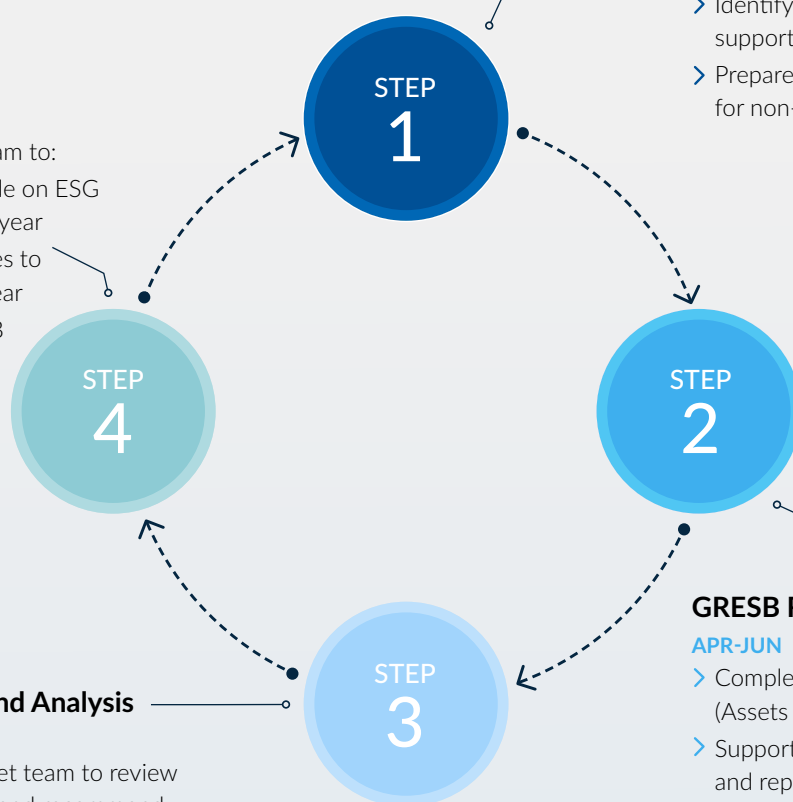 Identify
support
Prepare
for non-
STEP
1
am to:
le on ESG
year
es to
ear
STEP
4
STEP
2
GRESB
APR-JUN
Comple
(Assets
Support
and rep
STEP
3
nd Analysis
et team to review